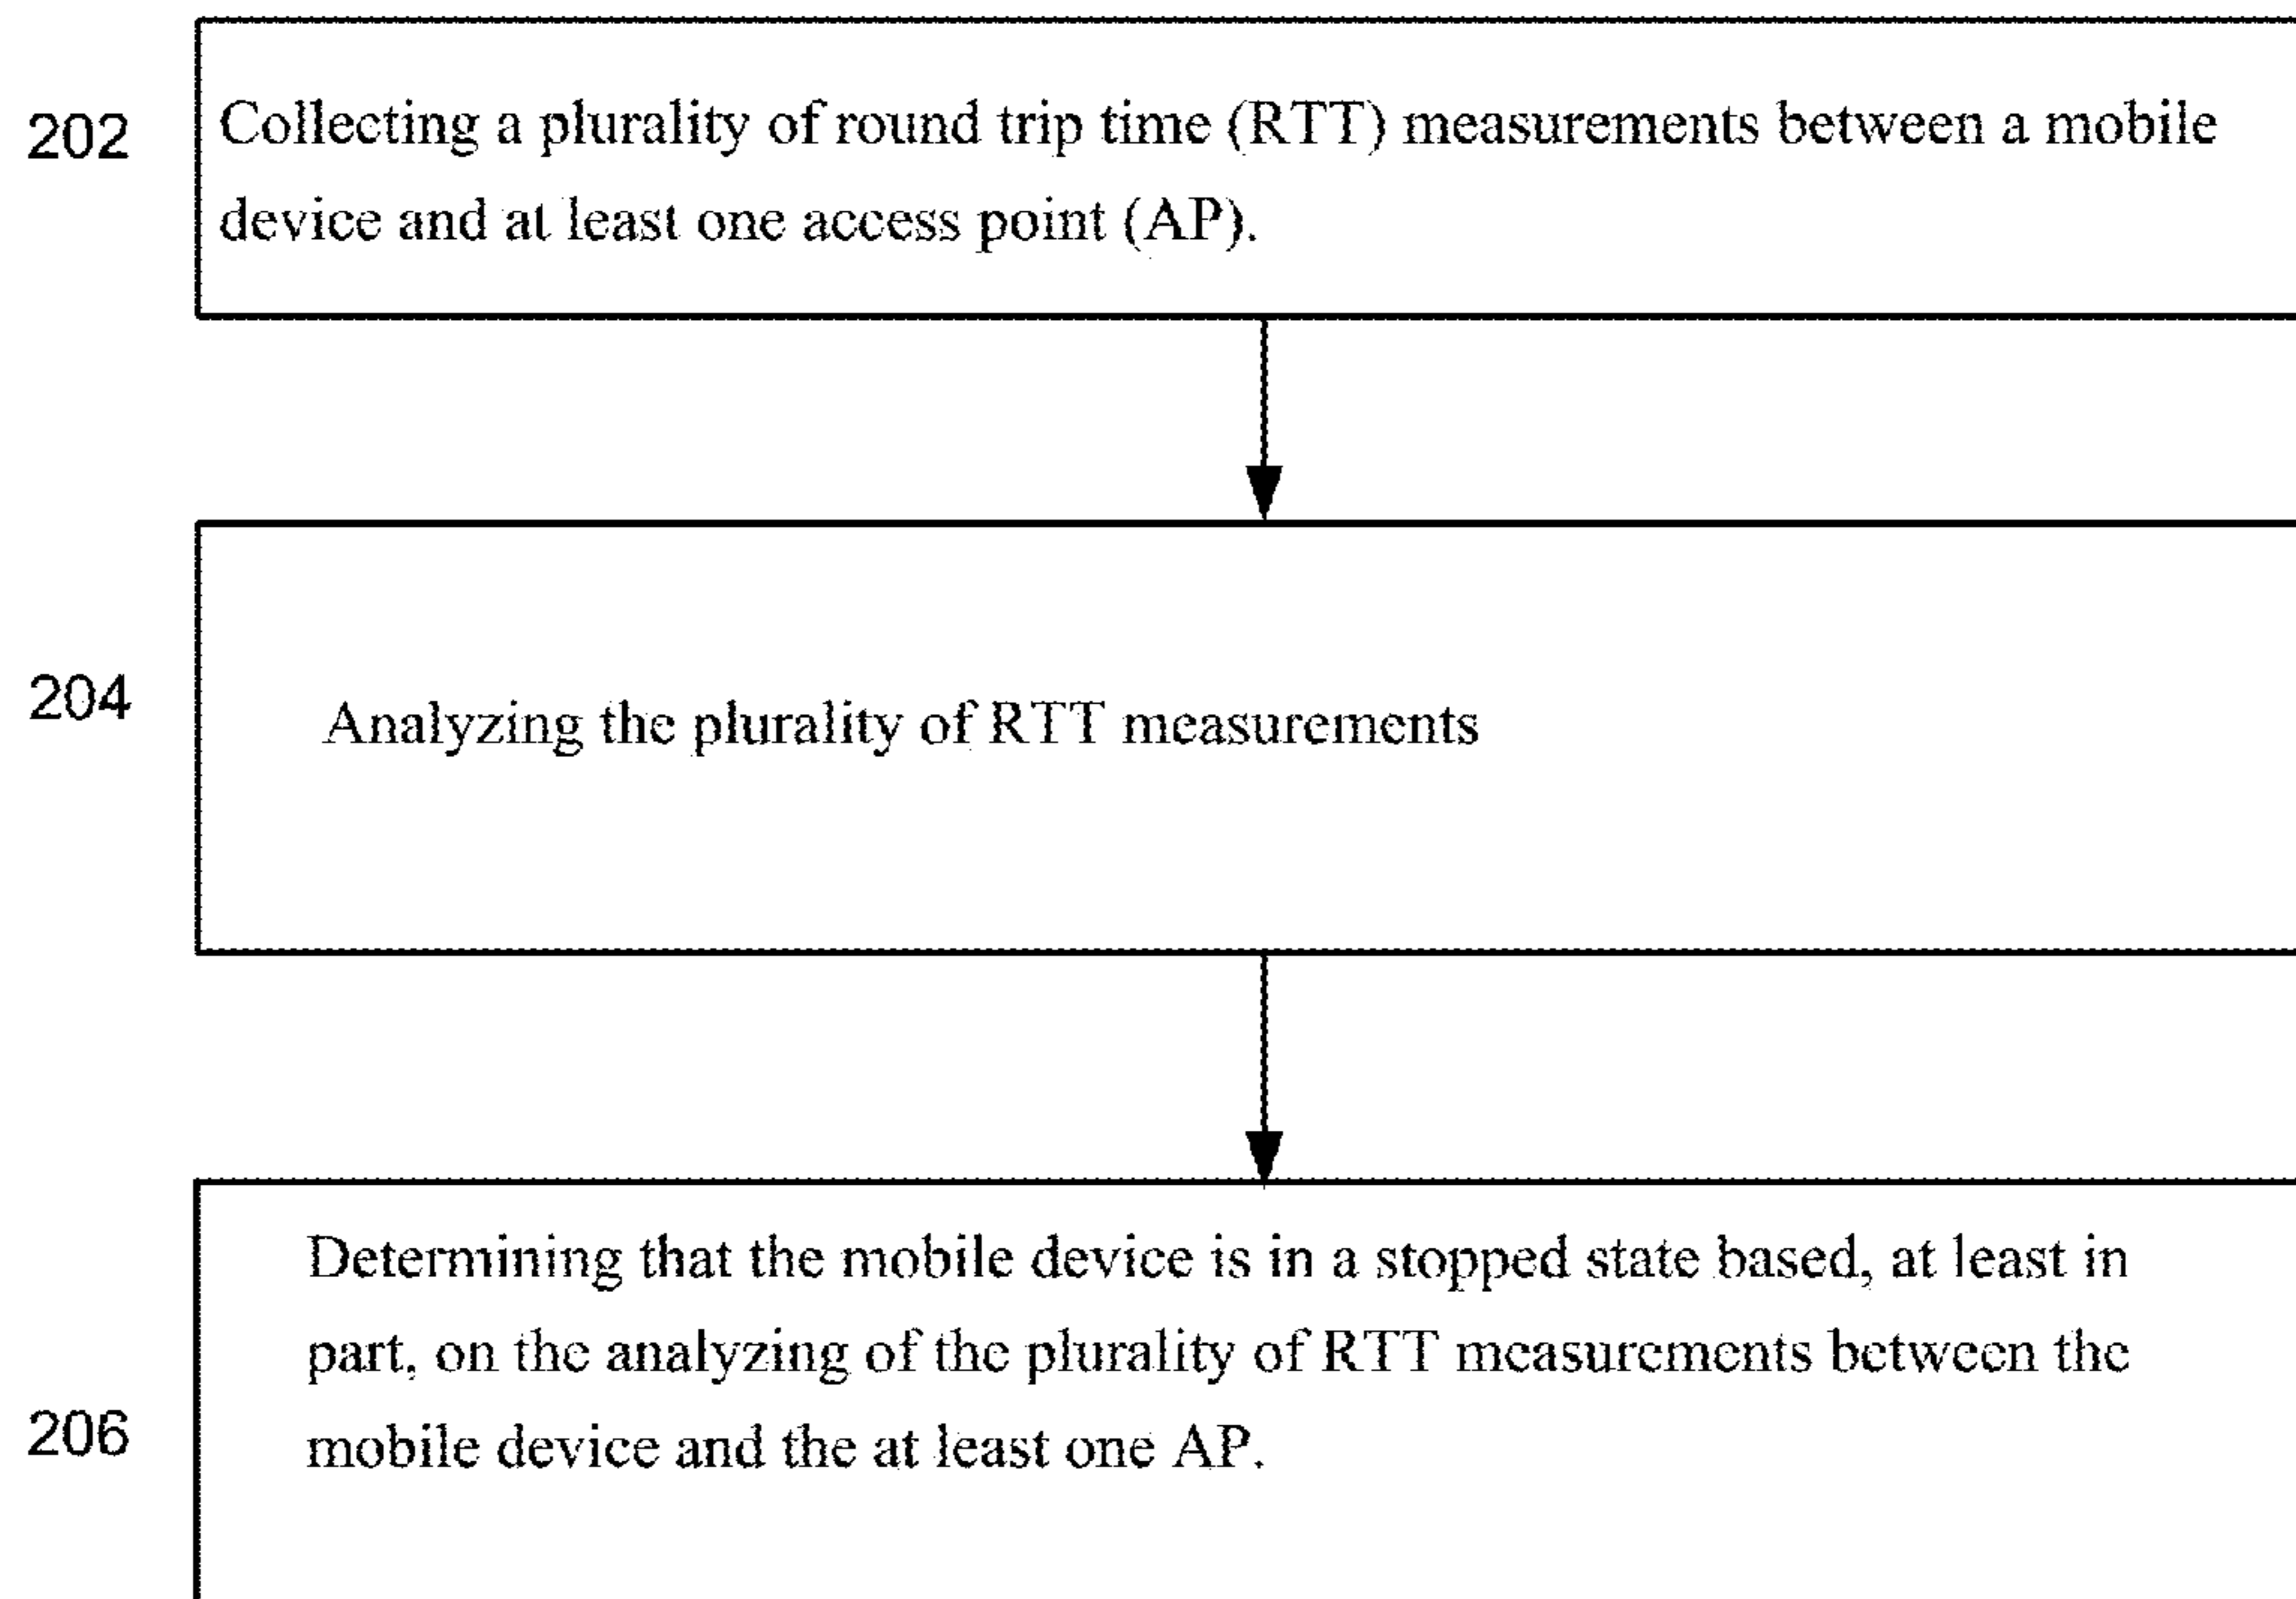 202
Collecting a plurality of round trip time (RTT) measurements between a mobile
device and at least one access point (AP).
204
Analyzing the plurality of RTT measurements
Determining that the mobile device is in a stopped state based, at least in
part, on the analyzing of the plurality of RTT measurements between the
206
mobile device and the at least one AP.